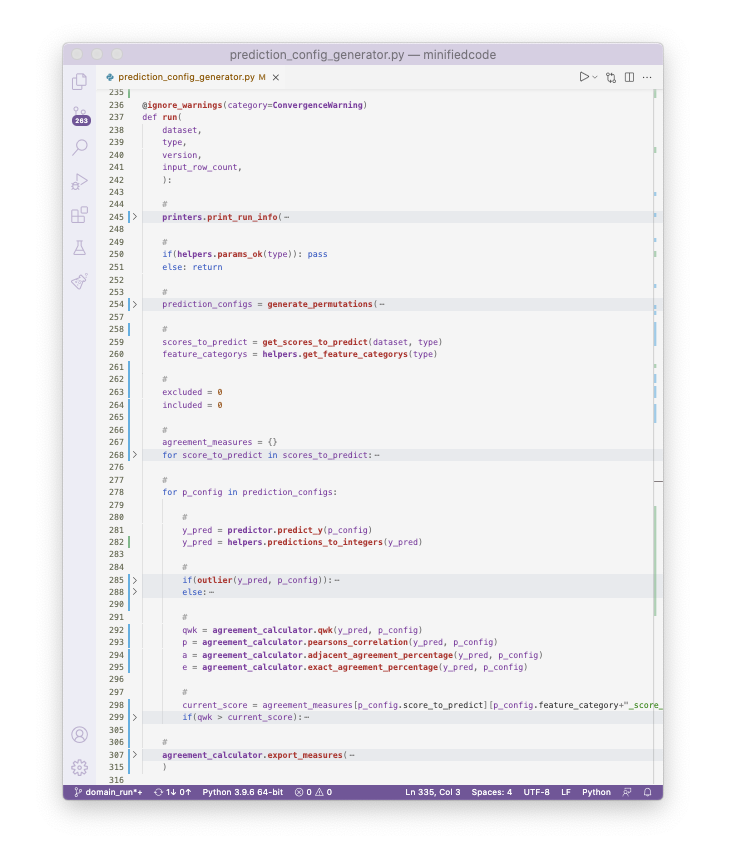 prediction_config_generator.py — minifiedcode
prediction_config_generator.py M ×
263
235
236 @ignore_warnings(category=ConvergenceWarning)
237 def run(
238 dataset,
239 type,
240 version,
241 input_row_count,
242 ):
243
244 #
245 printers.print_run_info(⋯
248
249 #
250 if(helpers.params_ok(type)): pass
251 else: return
252
253 #
254 prediction_configs = generate_permutations(⋯
257
258 #
259 scores_to_predict = get_scores_to_predict(dataset, type)
260 feature_categorys = helpers.get_feature_categorys(type)
261
262 #
263 excluded = 0
264 included = 0
265
266 #
267 agreement_measures = {}
268 for score_to_predict in scores_to_predict:⋯
276
277 #
278 for p_config in prediction_configs:
279
280 #
281 y_pred = predictor.predict_y(p_config)
282 y_pred = helpers.predictions_to_integers(y_pred)
283
284 #
285 if(outlier(y_pred, p_config)):⋯
288 else:⋯
290
291 #
292 qwk = agreement_calculator.qwk(y_pred, p_config)
293 p = agreement_calculator.pearsons_correlation(y_pred, p_config)
294 a = agreement_calculator.adjacent_agreement_percentage(y_pred, p_config)
295 e = agreement_calculator.exact_agreement_percentage(y_pred, p_config)
296
297 #
298 current_score = agreement_measures[p_config.score_to_predict][p_config.feature_category+"_score_
299 if(qwk > current_score):⋯
305
306 #
307 agreement_calculator.export_measures(⋯
315 )
316
domain_run*+ 1↓ 0↑ Python 3.9.6 64-bit 0 0 Ln 335, Col 3 Spaces: 4 UTF-8 LF Python